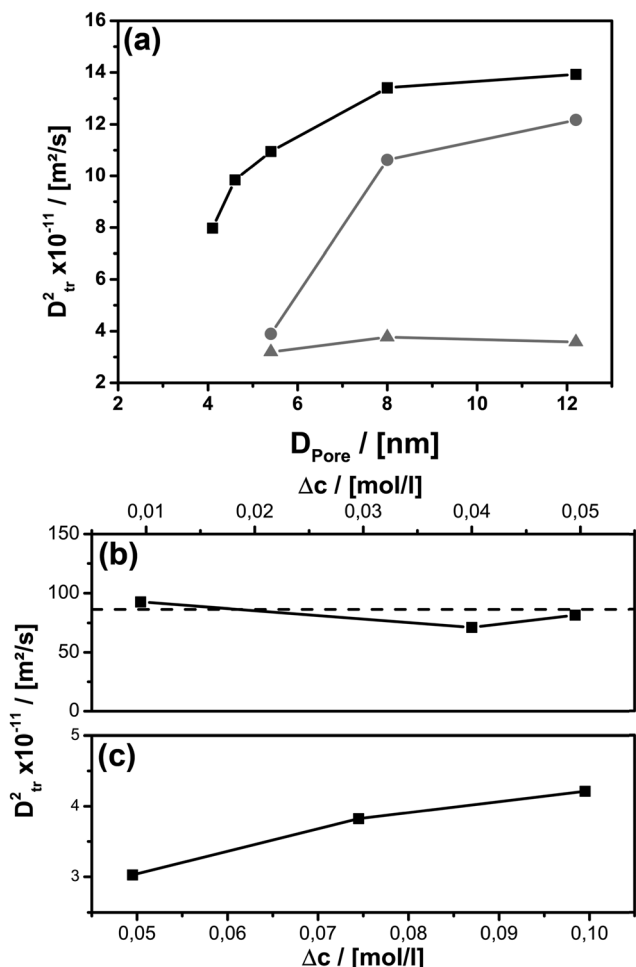 (a)
16
14
12
10
8
6
4
2
D²tr x10⁻¹¹ / [m²/s]
2 4 6 8 10 12
DPore / [nm]
Δc / [mol/l]
0,01 0,02 0,03 0,04 0,05
(b)
150
100
50
0
D²tr x10⁻¹¹ / [m²/s]
(c)
5
4
3
0,05 0,06 0,07 0,08 0,09 0,10
Δc / [mol/l]